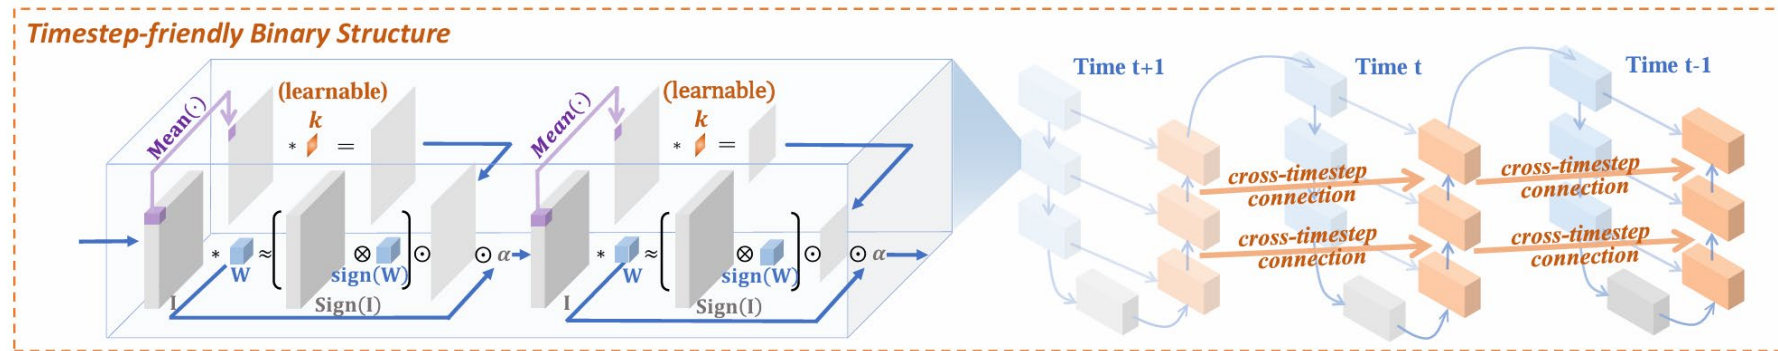 Timestep-friendly Binary Structure
Mean(·)
(learnable)
k
* =
I
* W ≈ ( Sign(I) ⊗ sign(W) ) ⊙ ⊙ α
Mean(·)
(learnable)
k
* =
I
* W ≈ ( Sign(I) ⊗ sign(W) ) ⊙ ⊙ α
Time t+1
Time t
Time t-1
cross-timestep
connection
cross-timestep
connection
cross-timestep
connection
cross-timestep
connection